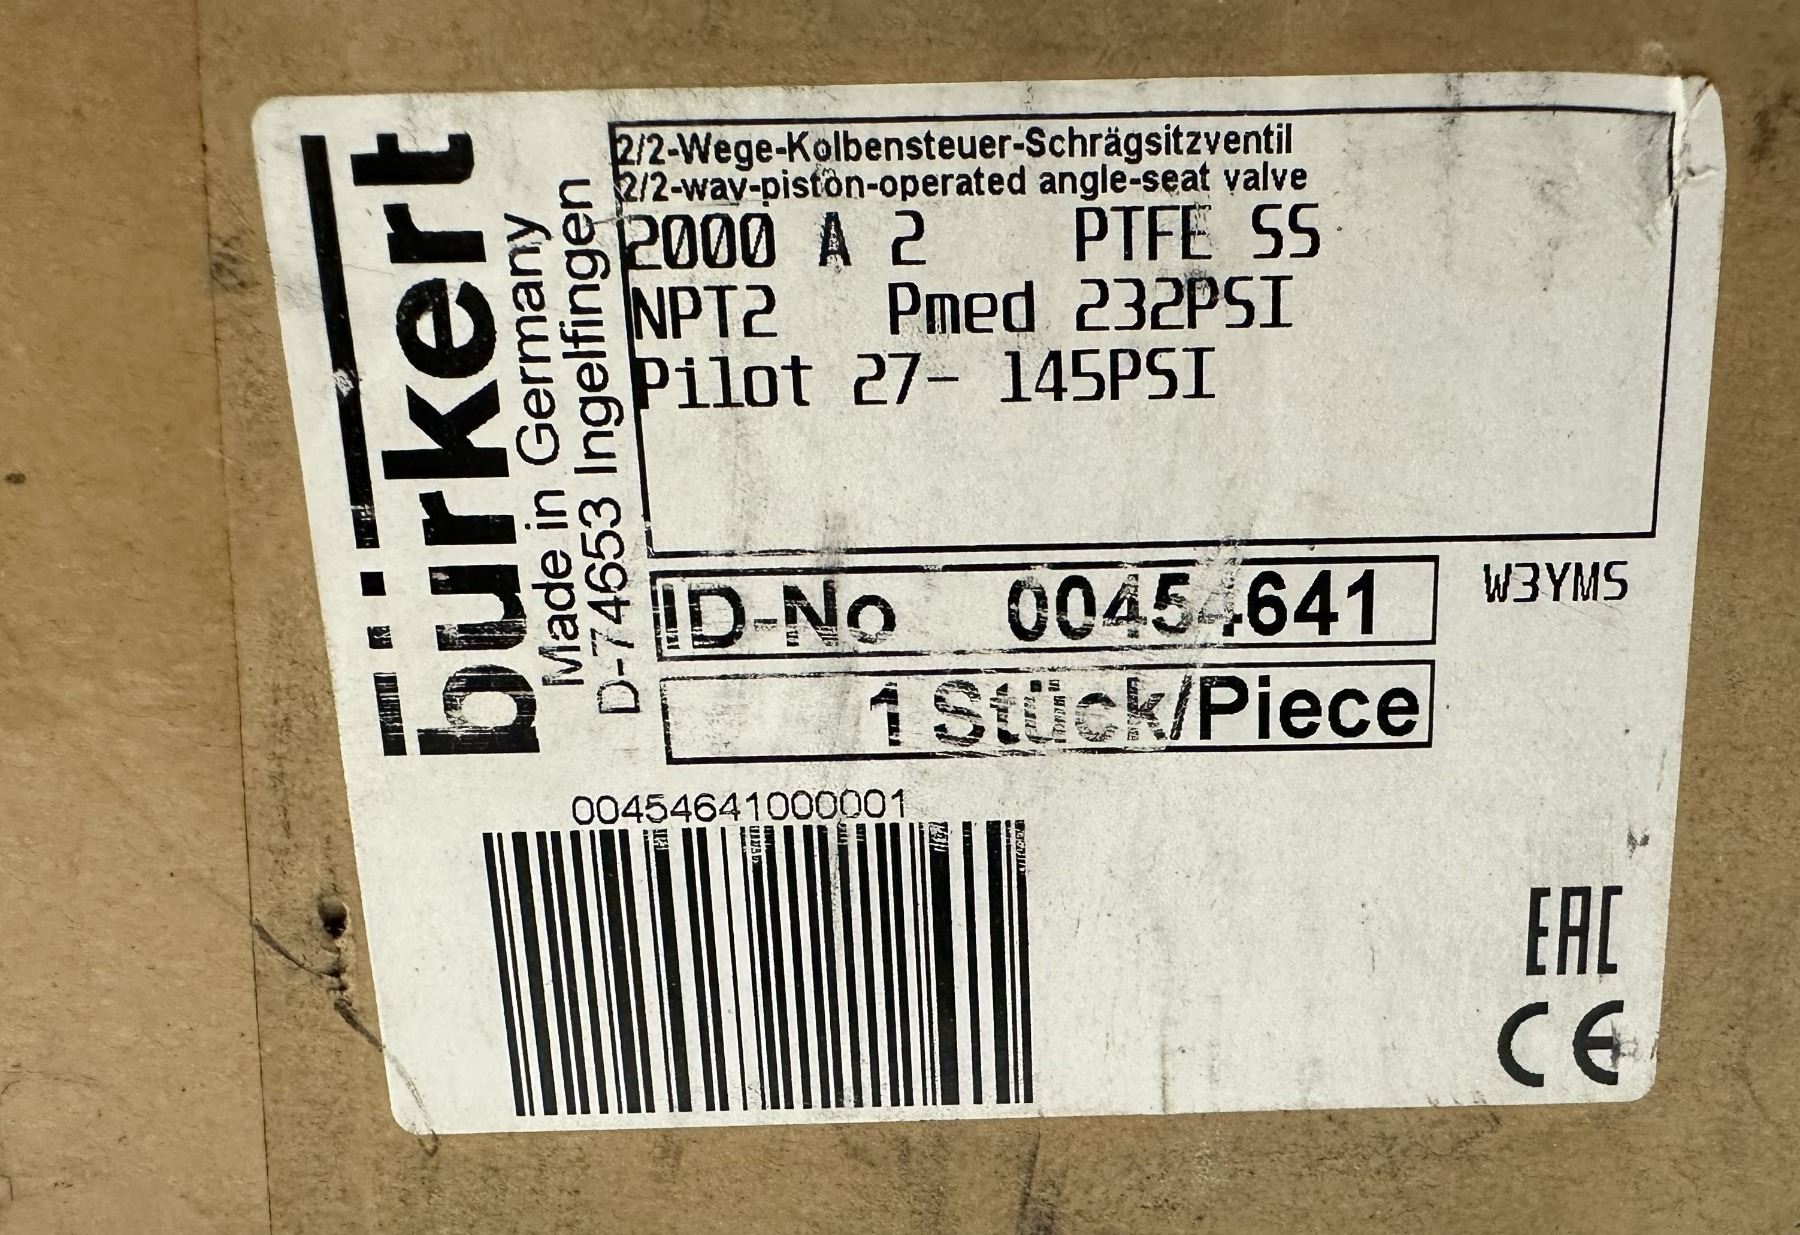 bürkert
Made in Germany
D-74653 Ingelfingen
2/2-Wege-Kolbensteuer-Schrägsitzventil
2/2-way-piston-operated angle-seat valve
2000 A 2 PTFE SS
NPT2 Pmed 232PSI
Pilot 27- 145PSI
ID-No 00454641
W3YMS
1 Stück/Piece
00454641000001
EAC
CE